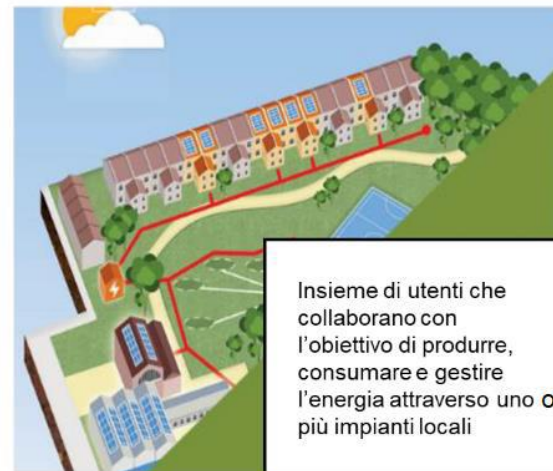 Insieme di utenti che
collaborano con
l'obiettivo di produrre,
consumare e gestire
l'energia attraverso uno o
più impianti locali